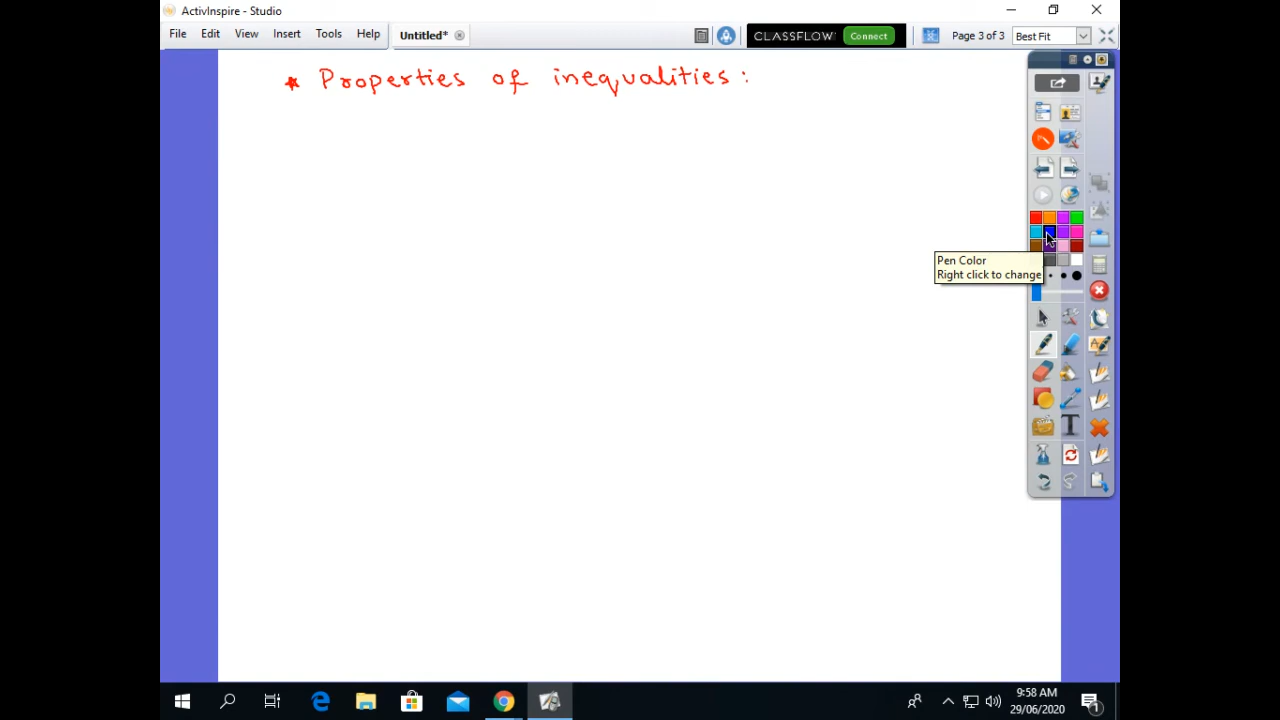 ActivInspire - Studio
File Edit View Insert Tools Help Untitled* CLASSFLOW Connect Page 3 of 3 Best Fit
* Properties of inequalities:
Pen Color
Right click to change
T
9:58 AM
29/06/2020
1